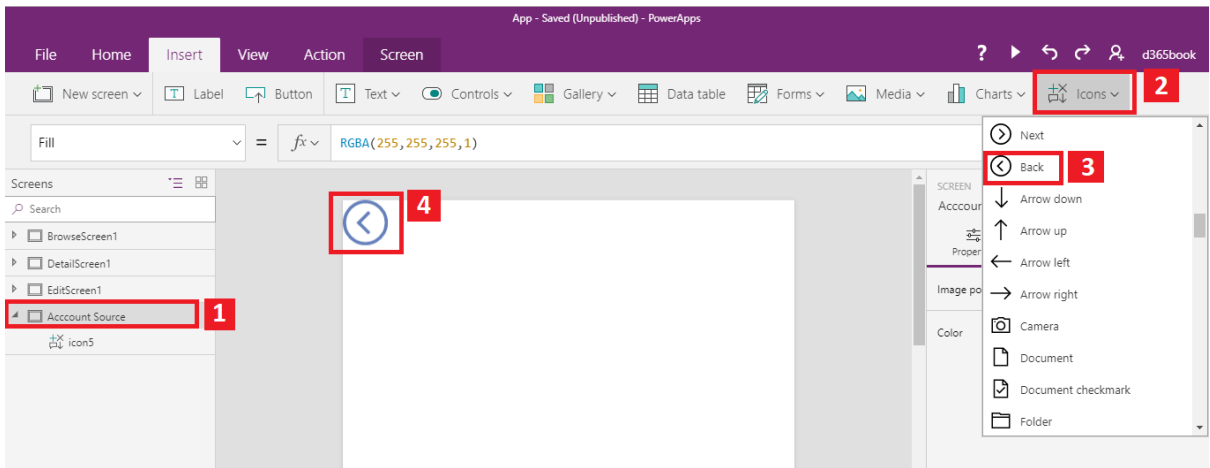 App - Saved (Unpublished) - PowerApps
File Home Insert View Action Screen ? d365book
New screen Label Button Text Controls Gallery Data table Forms Media Charts Icons 2
Fill = fx RGBA(255,255,255,1)
Screens
Search
BrowseScreen1
DetailScreen1
EditScreen1
Acccount Source 1
icon5
4
SCREEN
Acccour
Proper
Image po
Color
Next
Back 3
Arrow down
Arrow up
Arrow left
Arrow right
Camera
Document
Document checkmark
Folder